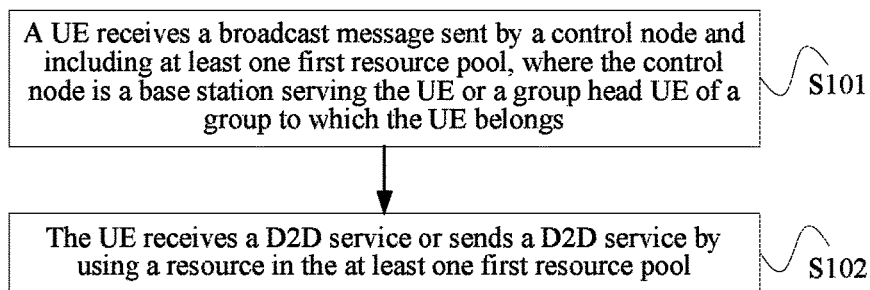 A UE receives a broadcast message sent by a control node and
including at least one first resource pool, where the control
node is a base station serving the UE or a group head UE of a
group to which the UE belongs
S101
The UE receives a D2D service or sends a D2D service by
using a resource in the at least one first resource pool
S102